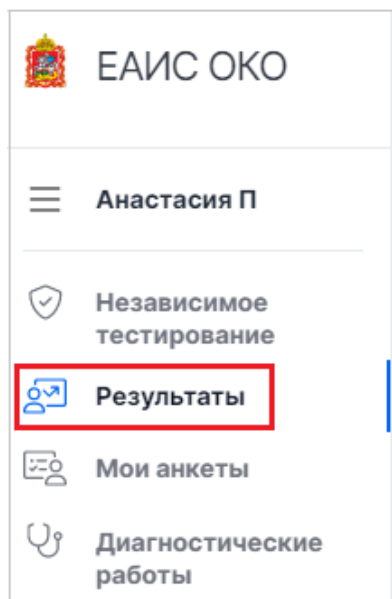 ЕАИС ОКО
Анастасия П
Независимое
тестирование
Результаты
Мои анкеты
Диагностические
работы